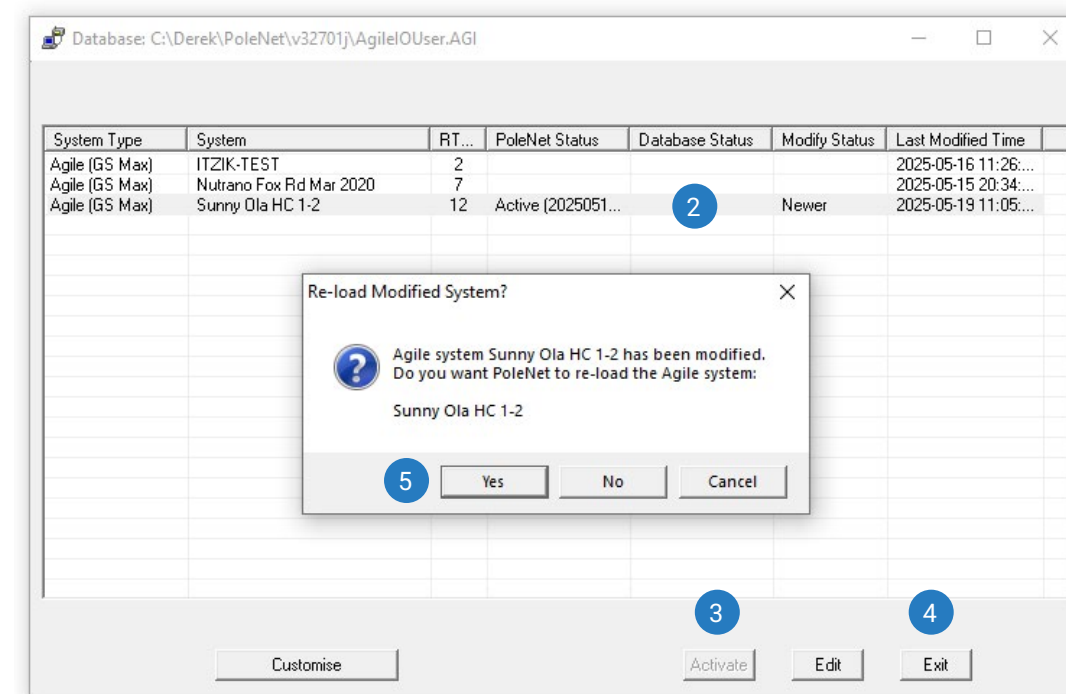 Database: C:\Derek\PoleNet\v32701j\AgileIOUser.AGI
System Type System RT... PoleNet Status Database Status Modify Status Last Modified Time
Agile (GS Max) ITZIK-TEST 2 2025-05-16 11:26:...
Agile (GS Max) Nutrano Fox Rd Mar 2020 7 2025-05-15 20:34:...
Agile (GS Max) Sunny Ola HC 1-2 12 Active (2025051... 2 Newer 2025-05-19 11:05:...
Re-load Modified System?
Agile system Sunny Ola HC 1-2 has been modified.
Do you want PoleNet to re-load the Agile system:
Sunny Ola HC 1-2
5 Yes No Cancel
3 4
Customise Activate Edit Exit